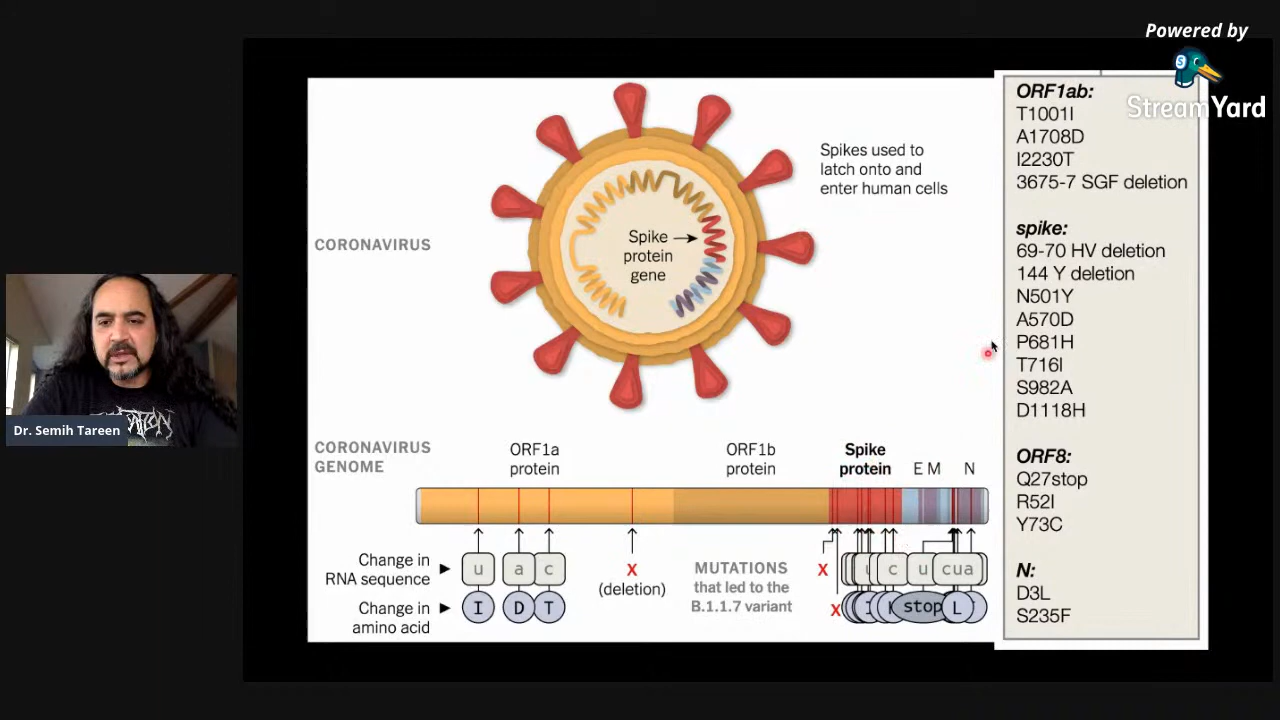 Powered by
StreamYard
Spikes used to
latch onto and
enter human cells
CORONAVIRUS
Spike
protein
gene
CORONAVIRUS
GENOME
ORF1a
protein
ORF1b
protein
Spike
protein
E M
N
Change in
RNA sequence
u
a
c
X
(deletion)
MUTATIONS
that led to the
B.1.1.7 variant
X
c
u
cua
Change in
amino acid
I
D
T
X
I
stop
L
ORF1ab:
T1001I
A1708D
I2230T
3675-7 SGF deletion
spike:
69-70 HV deletion
144 Y deletion
N501Y
A570D
P681H
T716I
S982A
D1118H
ORF8:
Q27stop
R52I
Y73C
N:
D3L
S235F
Dr. Semih Tareen